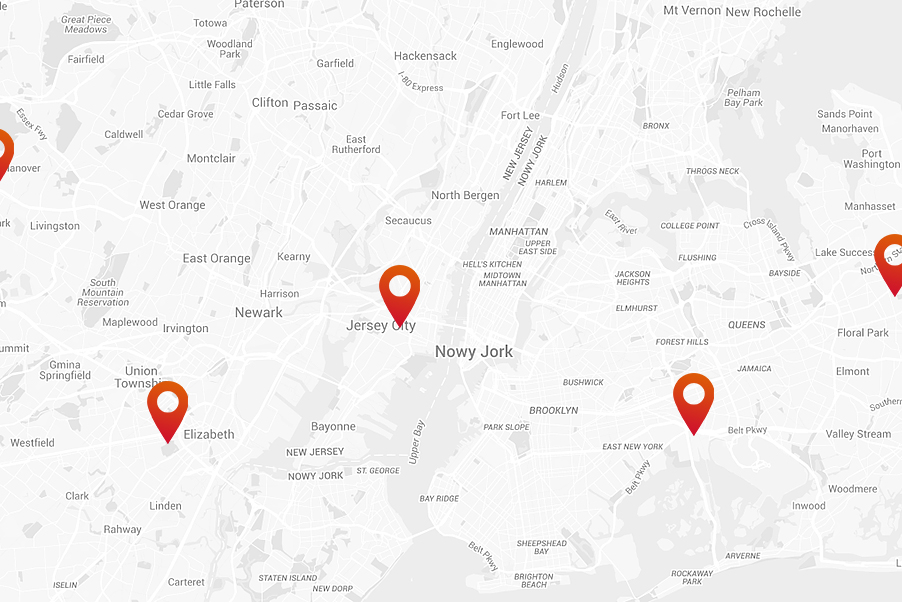 Paterson
Mt Vernon
New Rochelle
Great Piece
Meadows
Totowa
Woodland
Park
Englewood
Fairfield
Garfield
Hackensack
Hudson
Little Falls
I-80 Express
Pelham
Bay Park
Clifton
Passaic
Cedar Grove
Fort Lee
Sands Point
Essex Fwy
Caldwell
BRONX
Manorhaven
East
Rutherford
NEW JERSEY
NOWY JORK
Montclair
Port
Washington
THROGS NECK
HARLEM
North Bergen
West Orange
Manhasset
Livingston
Secaucus
East River
COLLEGE POINT
Cross Island Pkwy
MANHATTAN
UPPER
EAST SIDE
Lake Success
East Orange
Kearny
HELL'S KITCHEN
FLUSHING
MIDTOWN
MANHATTAN
JACKSON
HEIGHTS
BAYSIDE
South
Mountain
Reservation
Harrison
ELMHURST
Newark
Maplewood
Irvington
Jersey City
QUEENS
Floral Park
FOREST HILLS
Nowy Jork
Gmina
Springfield
Union
Township
JAMAICA
Elmont
BUSHWICK
BROOKLYN
Southern
Bayonne
PARK SLOPE
Belt Pkwy
Elizabeth
Valley Stream
Westfield
Upper Bay
EAST NEW YORK
NEW JERSEY
NOWY JORK
ST. GEORGE
Belt Pkwy
Clark
BAY RIDGE
Woodmere
Linden
Inwood
Rahway
SHEEPSHEAD
BAY
Belt Pkwy
ARVERNE
ISELIN
Carteret
STATEN ISLAND
NEW DORP
BRIGHTON
BEACH
ROCKAWAY
PARK